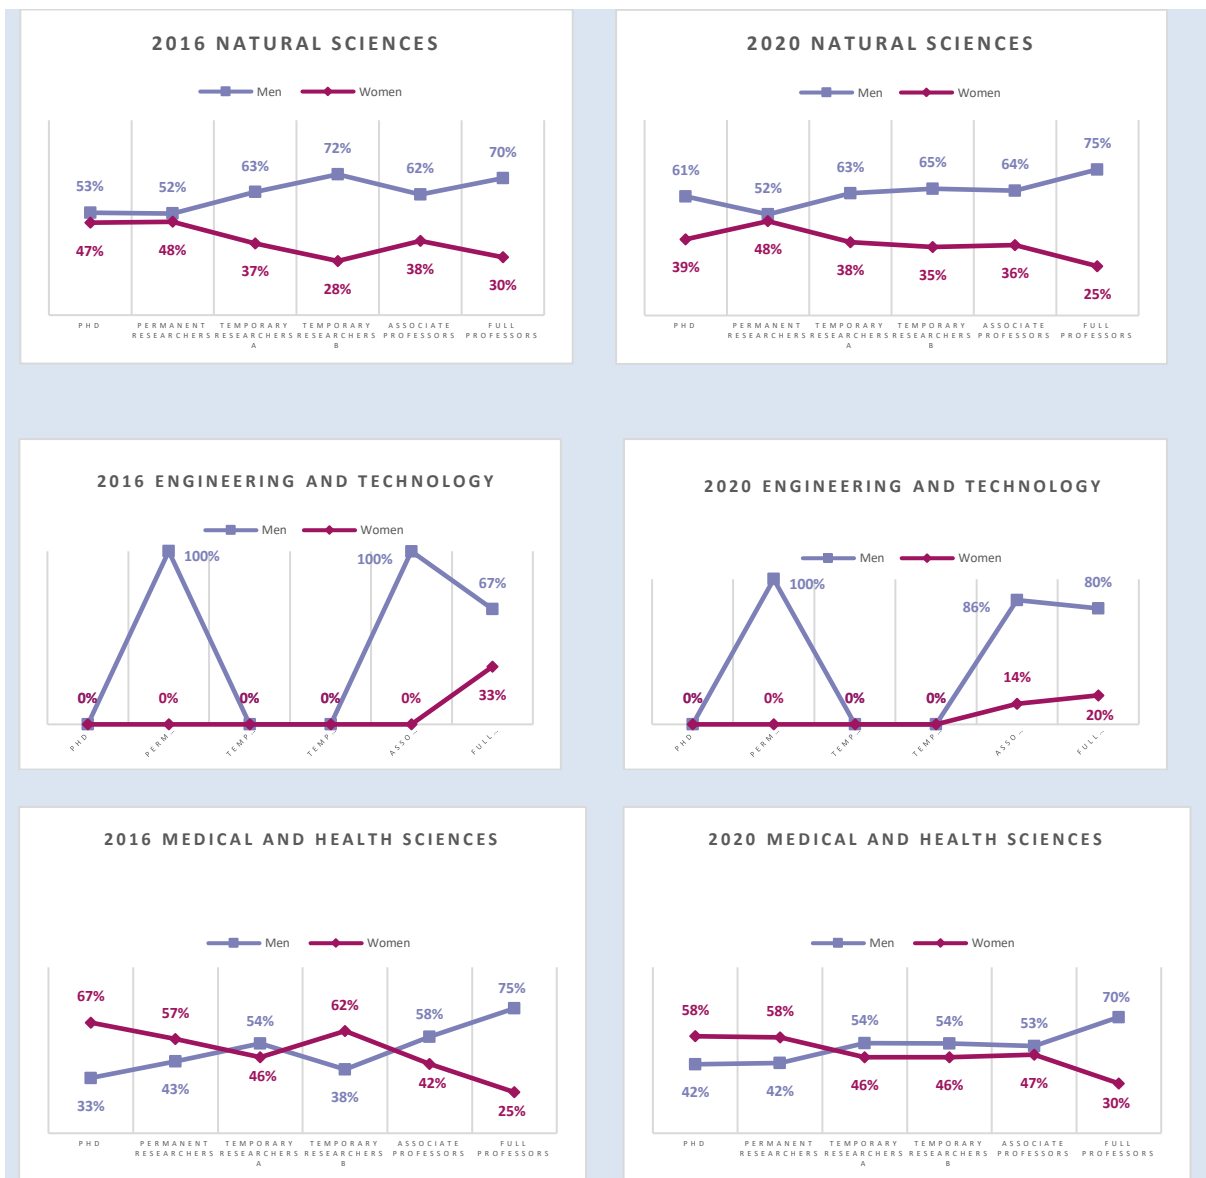 2016 NATURAL SCIENCES
Men Women
53% 52% 63% 72% 62% 70%
47% 48% 37% 28% 38% 30%
PHD PERMANENT RESEARCHERS TEMPORARY RESEARCHERS A TEMPORARY RESEARCHERS B ASSOCIATE PROFESSORS FULL PROFESSORS
2020 NATURAL SCIENCES
Men Women
61% 52% 63% 65% 64% 75%
39% 48% 38% 35% 36% 25%
PHD PERMANENT RESEARCHERS TEMPORARY RESEARCHERS A TEMPORARY RESEARCHERS B ASSOCIATE PROFESSORS FULL PROFESSORS
2016 ENGINEERING AND TECHNOLOGY
Men Women
100% 100% 67%
0% 0% 0% 0% 0% 33%
PHD PERM… TEMP… TEMP… ASSO… FULL…
2020 ENGINEERING AND TECHNOLOGY
Men Women
100% 86% 80%
0% 0% 0% 0% 14% 20%
PHD PERM… TEMP… TEMP… ASSO… FULL…
2016 MEDICAL AND HEALTH SCIENCES
Men Women
67% 57% 54% 62% 58% 75%
33% 43% 46% 38% 42% 25%
PHD PERMANENT RESEARCHERS TEMPORARY RESEARCHERS A TEMPORARY RESEARCHERS B ASSOCIATE PROFESSORS FULL PROFESSORS
2020 MEDICAL AND HEALTH SCIENCES
Men Women
58% 58% 54% 54% 53% 70%
42% 42% 46% 46% 47% 30%
PHD PERMANENT RESEARCHERS TEMPORARY RESEARCHERS A TEMPORARY RESEARCHERS B ASSOCIATE PROFESSORS FULL PROFESSORS